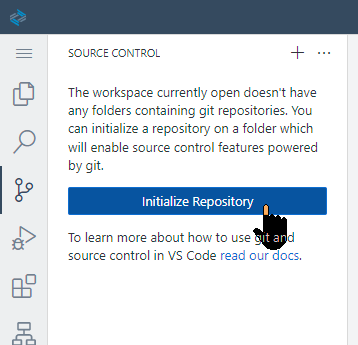 SOURCE CONTROL
The workspace currently open doesn't have
any folders containing git repositories. You
can initialize a repository on a folder which
will enable source control features powered
by git.
Initialize Repository
To learn more about how to use git and
source control in VS Code read our docs.